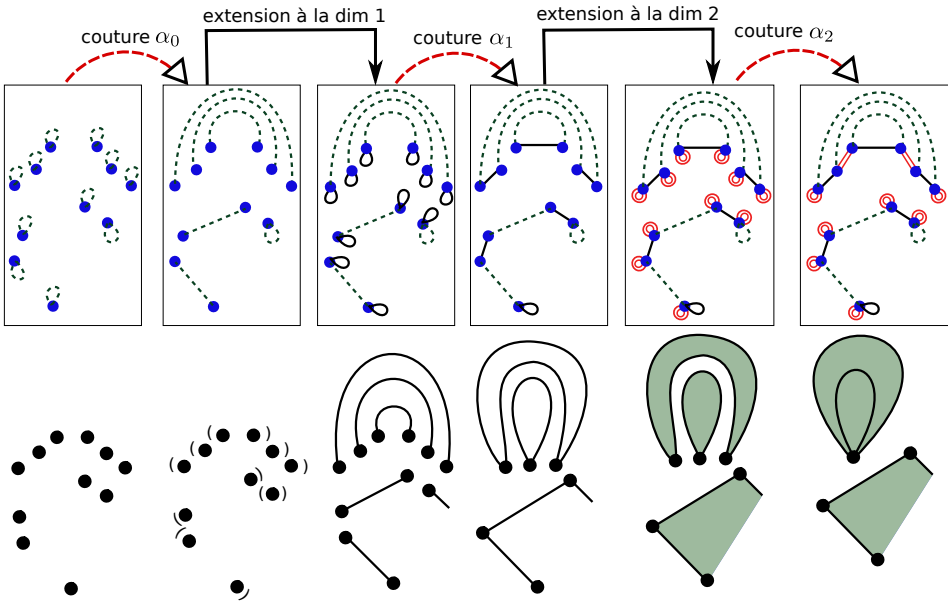 couture α₀
extension à la dim 1
couture α₁
extension à la dim 2
couture α₂